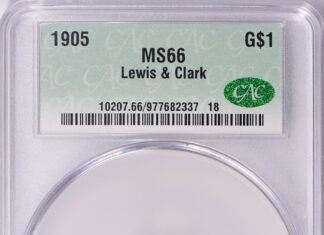 1905 G$1
MS66
Lewis & Clark
CAC
10207.66/977682337 18